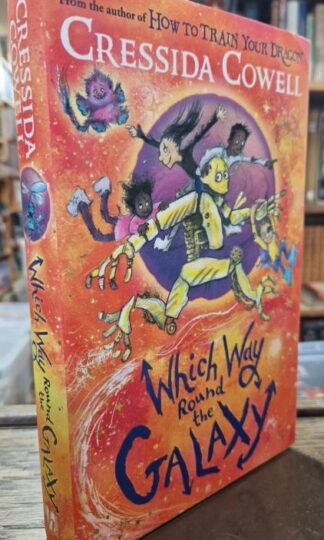 From the author of HOW TO TRAIN YOUR DRAGON
CRESSIDA COWELL
Which Way
Round
the
GALAXY
CRESSIDA
COWELL
Which Way
Round
the
GALAXY